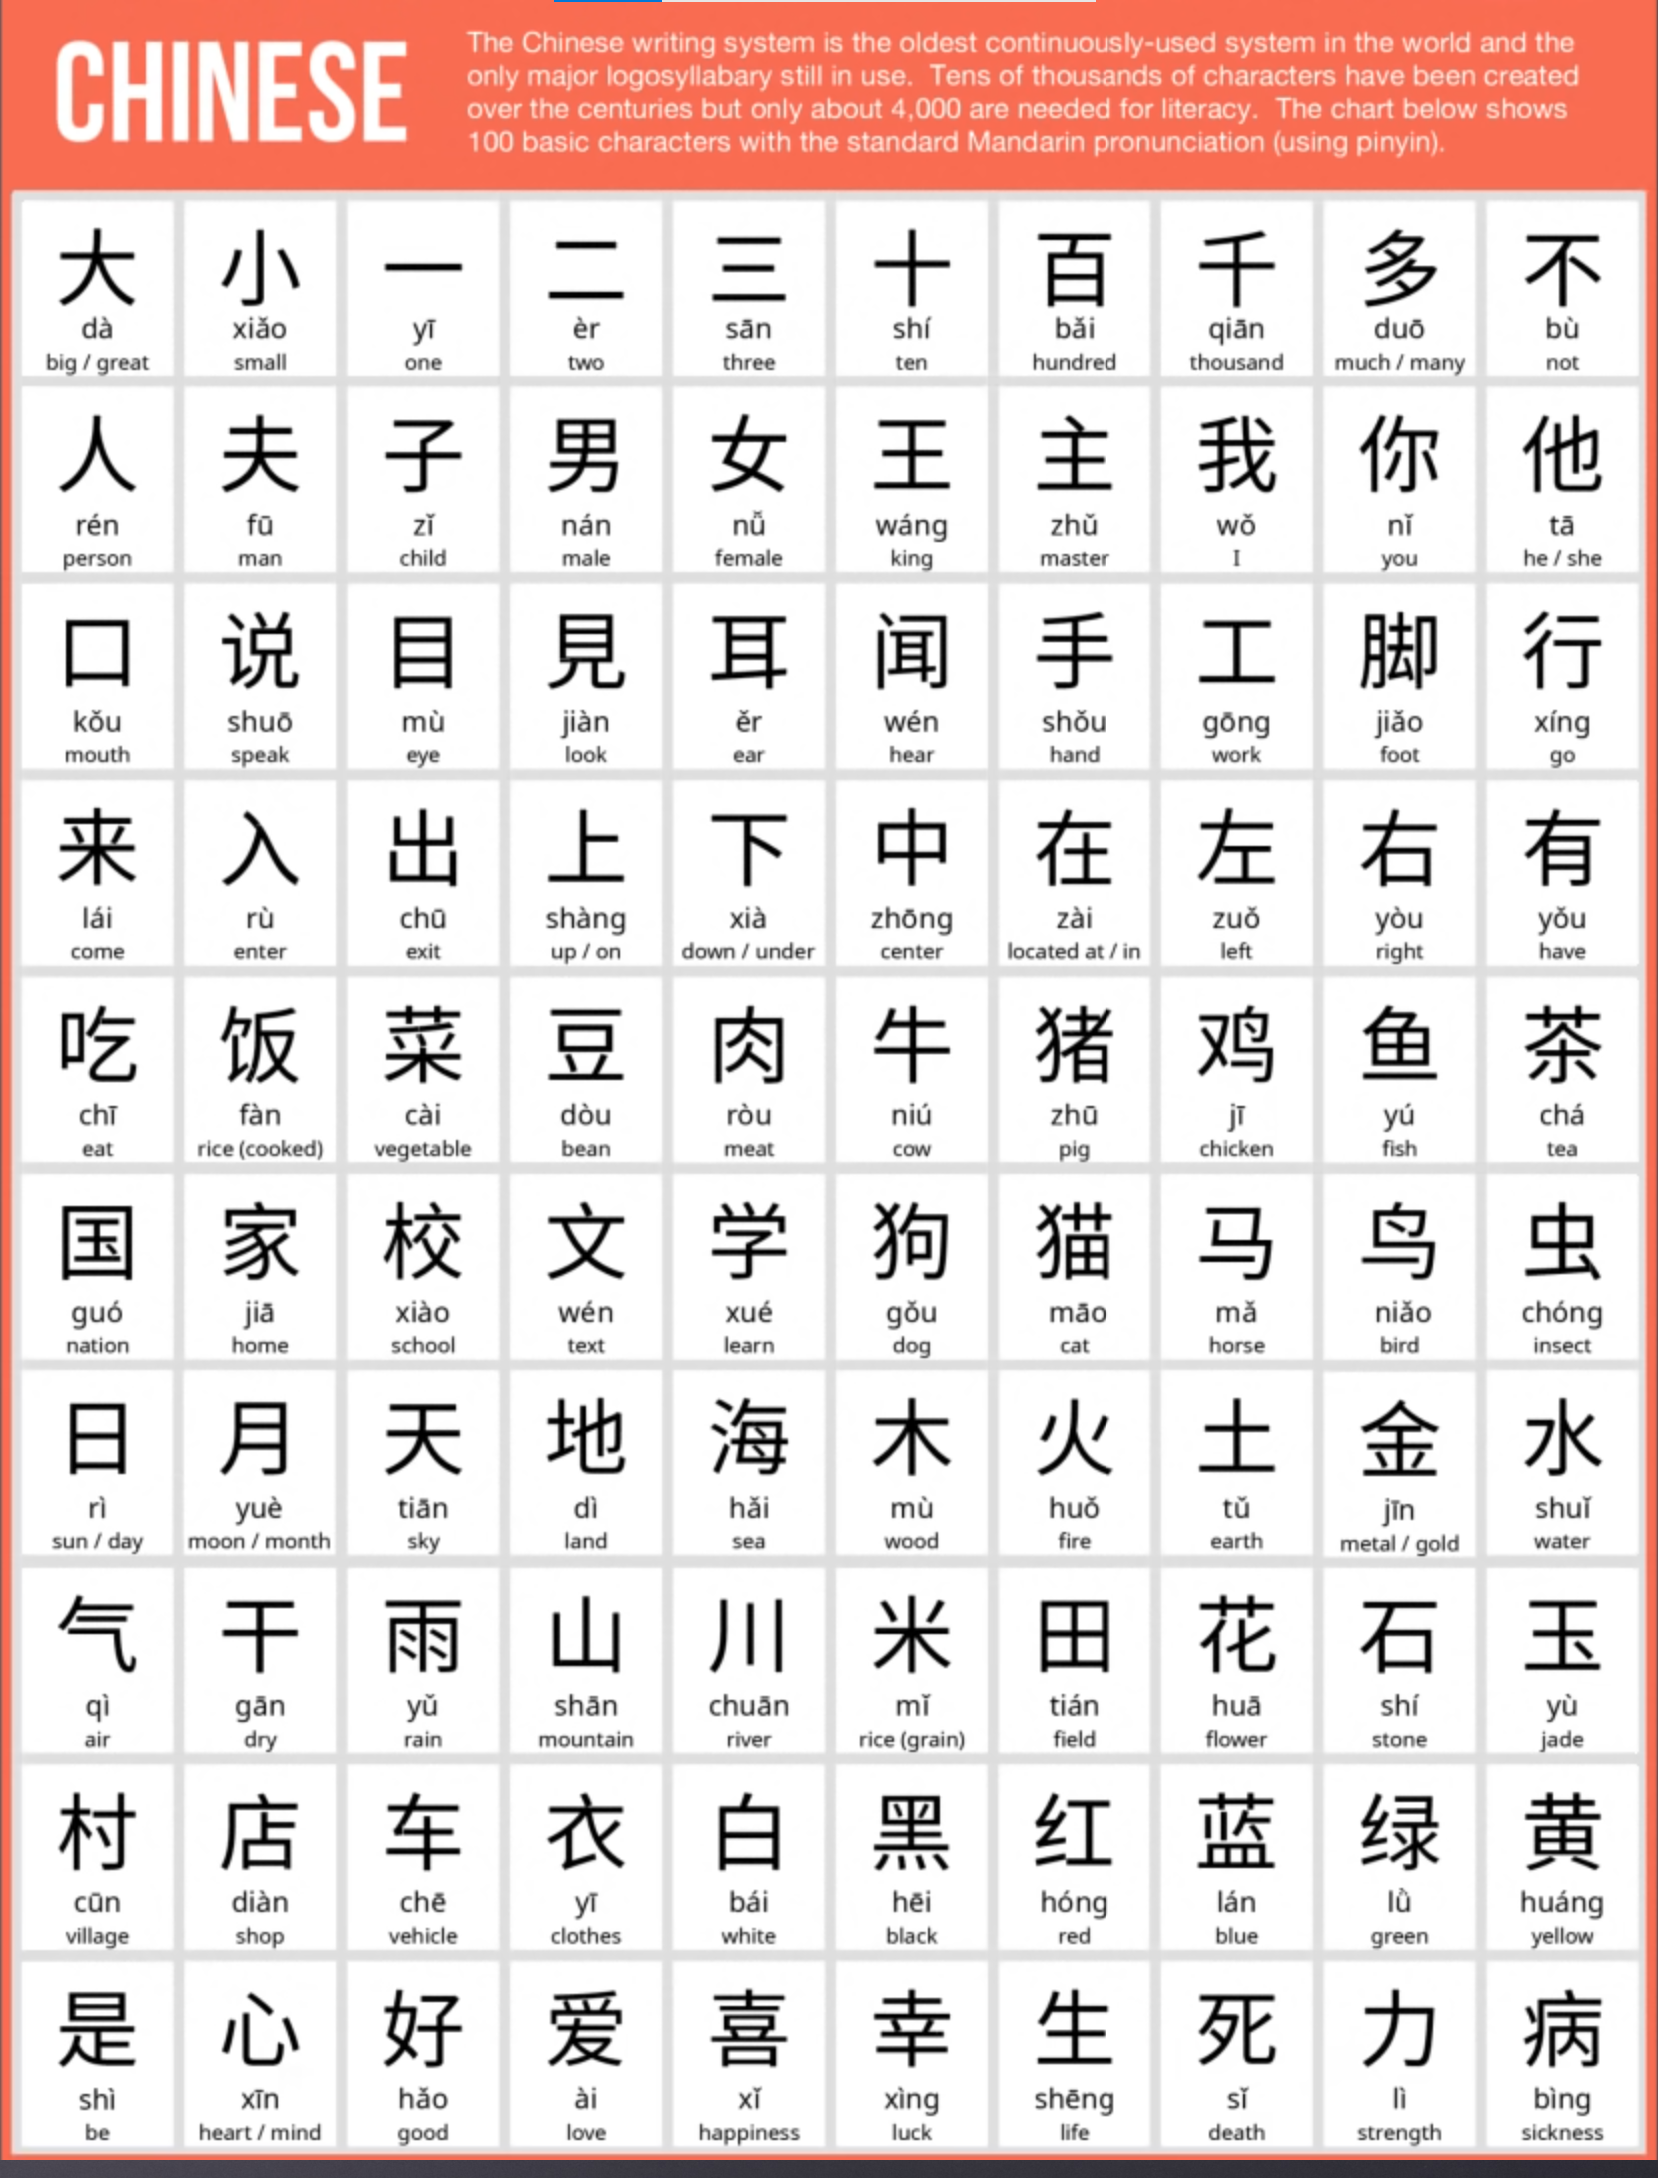 CHINESE
The Chinese writing system is the oldest continuously-used system in the world and the
only major logosyllabary still in use. Tens of thousands of characters have been created
over the centuries but only about 4,000 are needed for literacy. The chart below shows
100 basic characters with the standard Mandarin pronunciation (using pinyin).
大 小 一 二 三 十 百 千 多 不
dà xiǎo yī èr sān shí bǎi qiān duō bù
big / great small one two three ten hundred thousand much / many not
人 夫 子 男 女 王 主 我 你 他
rén fū zǐ nán nǚ wáng zhǔ wǒ nǐ tā
person man child male female king master I you he / she
口 说 目 見 耳 闻 手 工 脚 行
kǒu shuō mù jiàn ěr wén shǒu gōng jiǎo xíng
mouth speak eye look ear hear hand work foot go
来 入 出 上 下 中 在 左 右 有
lái rù chū shàng xià zhōng zài zuǒ yòu yǒu
come enter exit up / on down / under center located at / in left right have
吃 饭 菜 豆 肉 牛 猪 鸡 鱼 茶
chī fàn cài dòu ròu niú zhū jī yú chá
eat rice (cooked) vegetable bean meat cow pig chicken fish tea
国 家 校 文 学 狗 猫 马 鸟 虫
guó jiā xiào wén xué gǒu māo mǎ niǎo chóng
nation home school text learn dog cat horse bird insect
日 月 天 地 海 木 火 土 金 水
rì yuè tiān dì hǎi mù huǒ tǔ jīn shuǐ
sun / day moon / month sky land sea wood fire earth metal / gold water
气 干 雨 山 川 米 田 花 石 玉
qì gān yǔ shān chuān mǐ tián huā shí yù
air dry rain mountain river rice (grain) field flower stone jade
村 店 车 衣 白 黑 红 蓝 绿 黄
cūn diàn chē yī bái hēi hóng lán lǜ huáng
village shop vehicle clothes white black red blue green yellow
是 心 好 爱 喜 幸 生 死 力 病
shì xīn hǎo ài xǐ xìng shēng sǐ lì bìng
be heart / mind good love happiness luck life death strength sickness